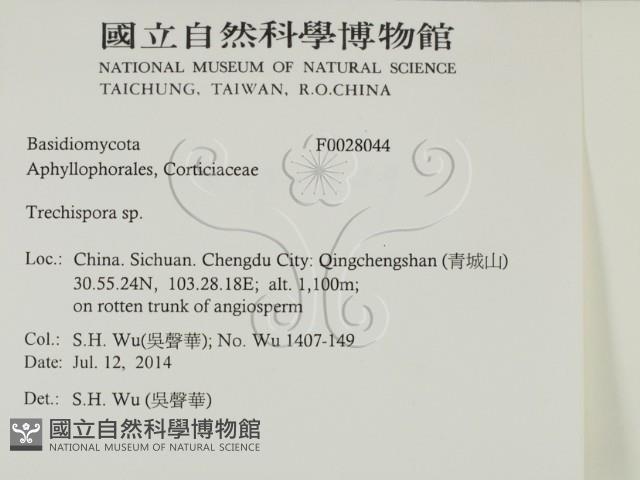 國立自然科學博物館
NATIONAL MUSEUM OF NATURAL SCIENCE
TAICHUNG, TAIWAN, R.O.CHINA
Basidiomycota F0028044
Aphyllophorales, Corticiaceae
Trechispora sp.
Loc.: China. Sichuan. Chengdu City: Qingchengshan (青城山)
30.55.24N, 103.28.18E; alt. 1,100m;
on rotten trunk of angiosperm
Col.: S.H. Wu(吳聲華); No. Wu 1407-149
Date: Jul. 12, 2014
Det.: S.H. Wu (吳聲華)
國立自然科學博物館
NATIONAL MUSEUM OF NATURAL SCIENCE